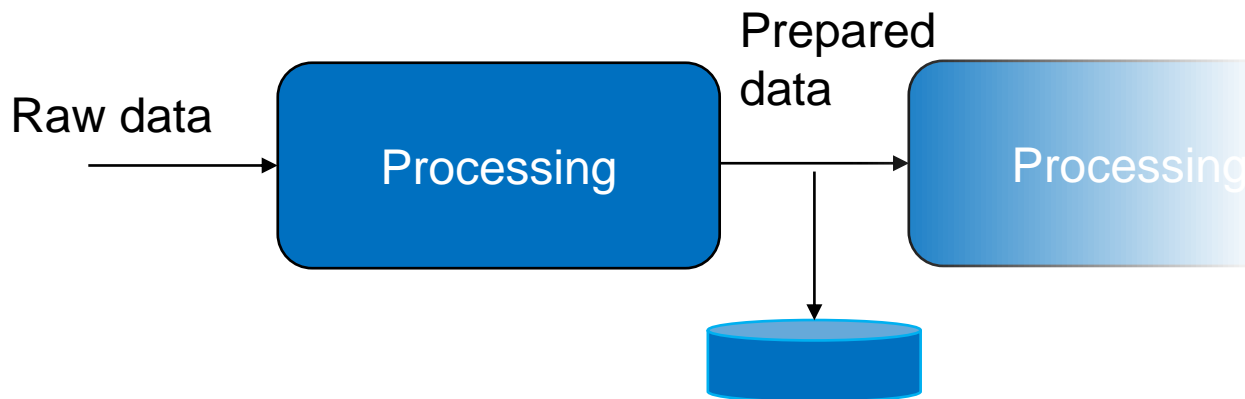 Raw data
Processing
Prepared
data
Processing